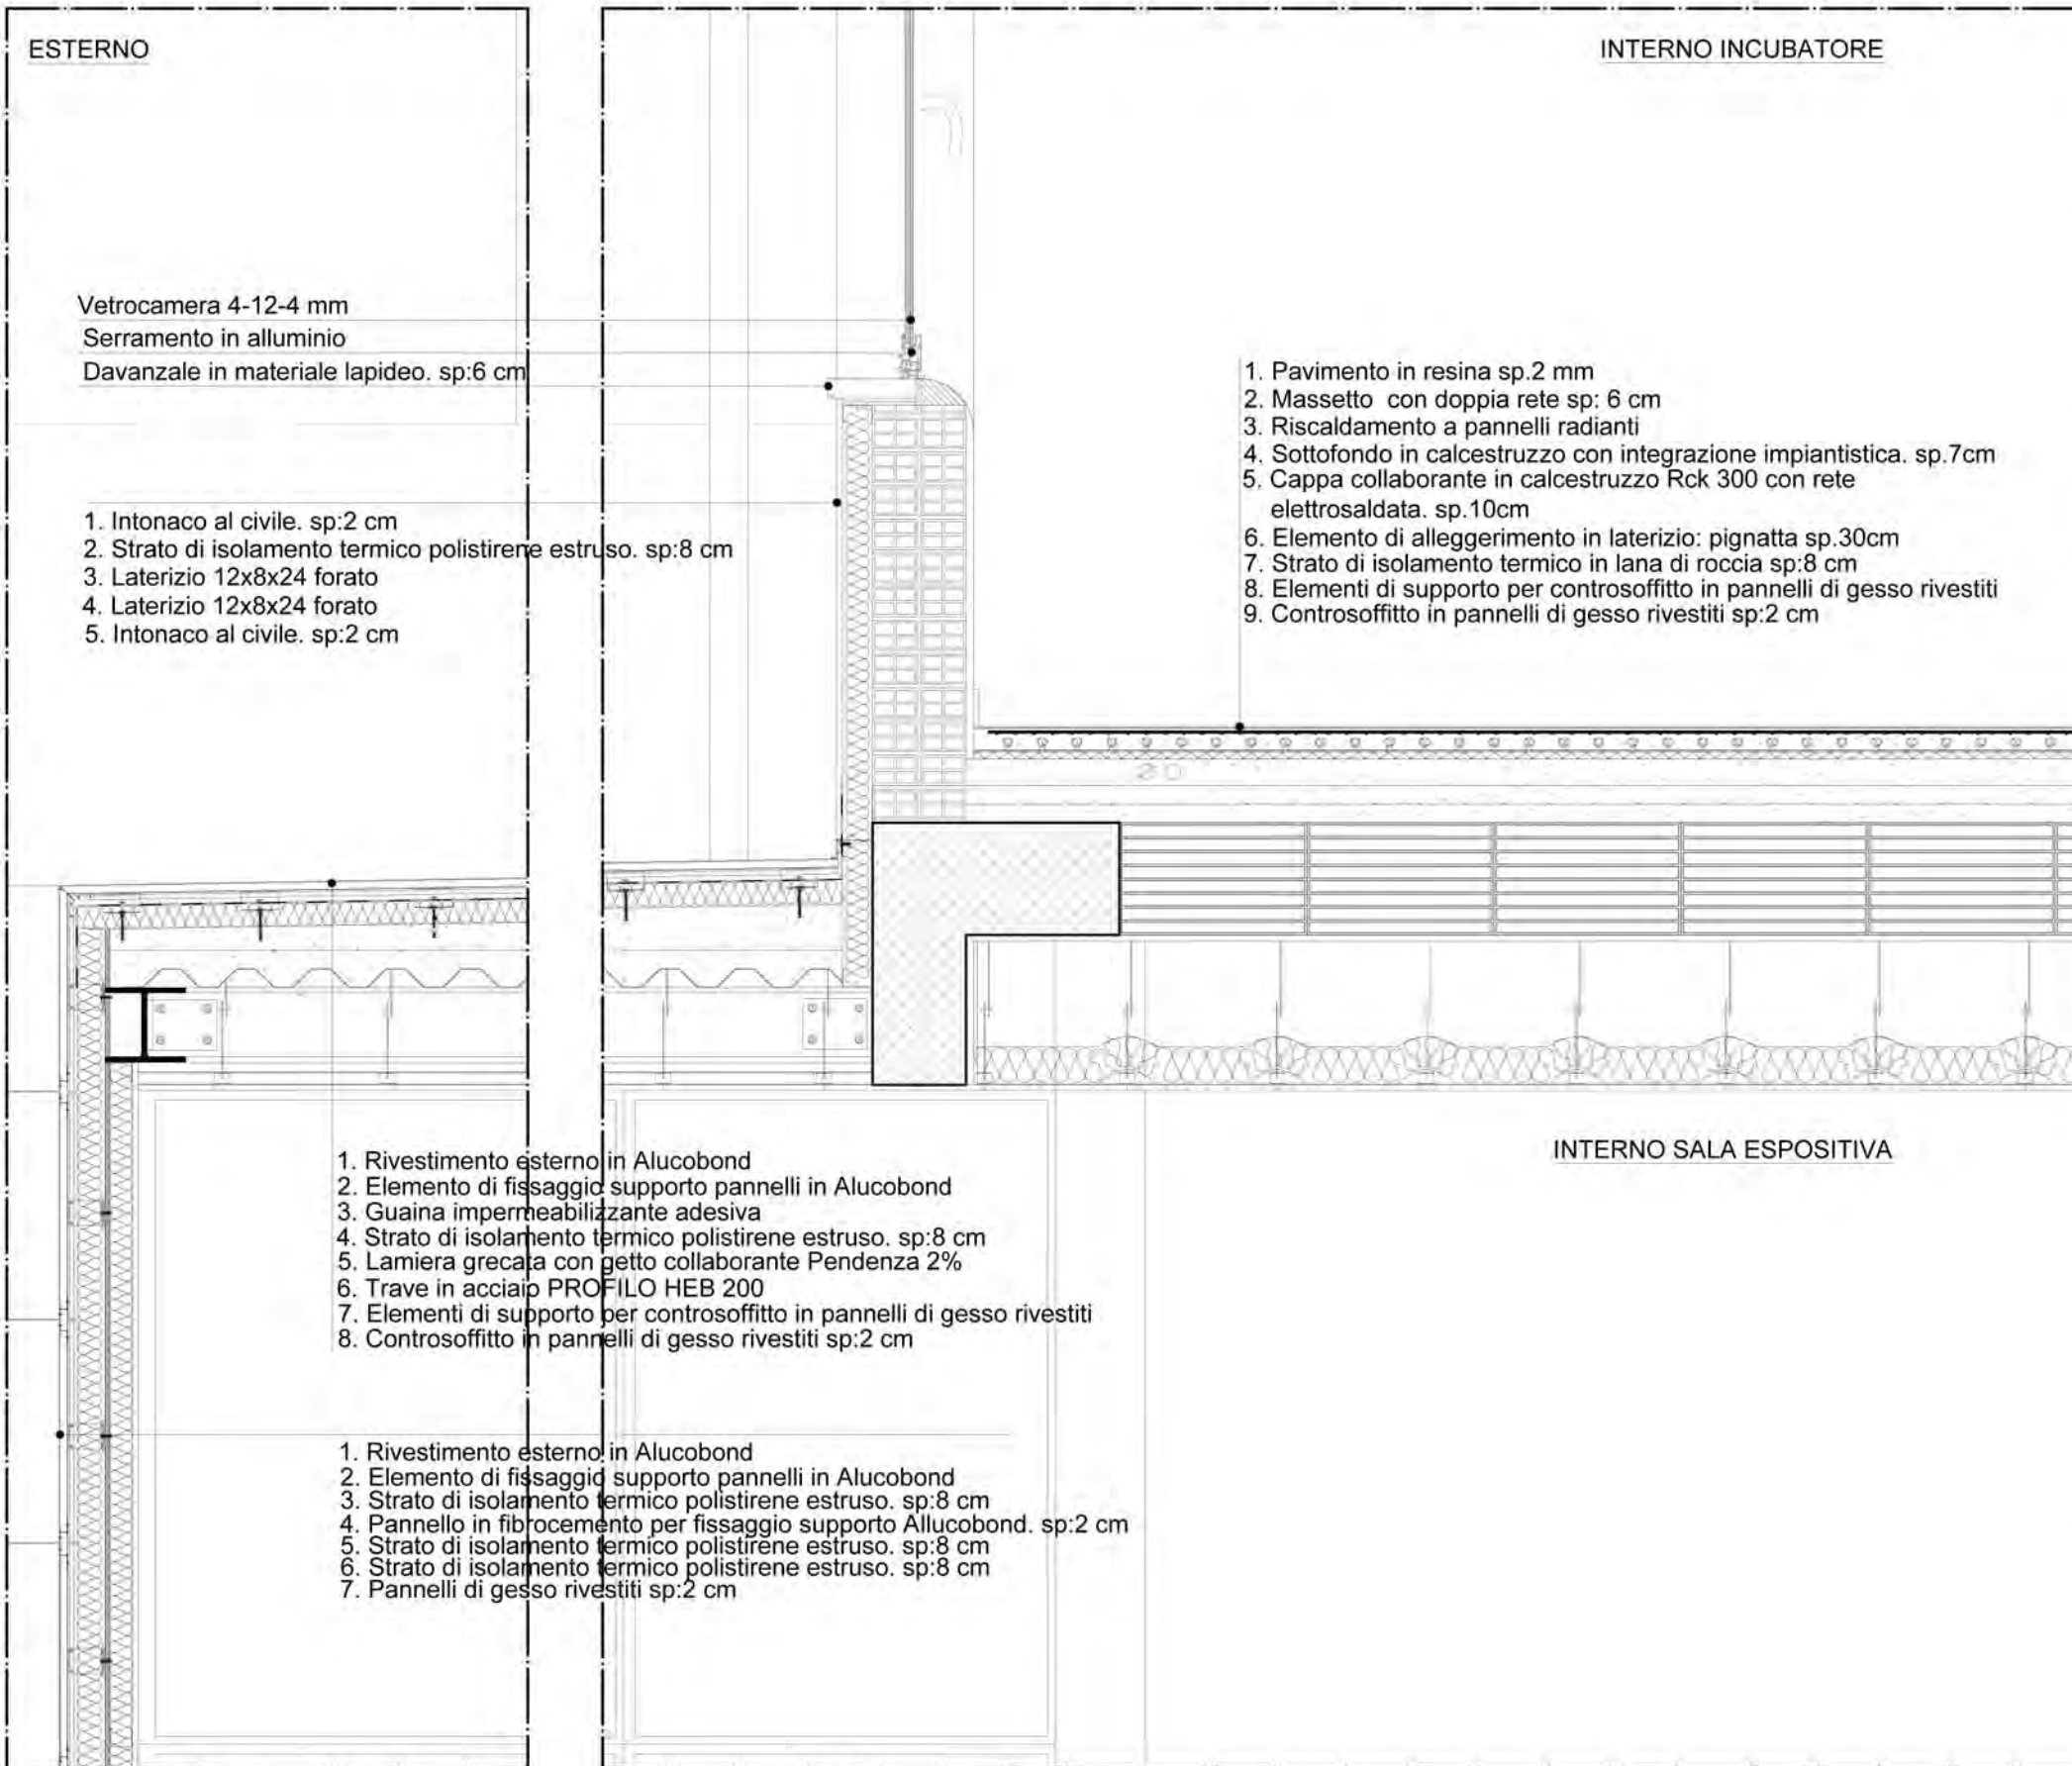 ESTERNO
INTERNO INCUBATORE
Vetrocamera 4-12-4 mm
Serramento in alluminio
Davanzale in materiale lapideo. sp:6 cm
1. Intonaco al civile. sp:2 cm
2. Strato di isolamento termico polistirene estruso. sp:8 cm
3. Laterizio 12x8x24 forato
4. Laterizio 12x8x24 forato
5. Intonaco al civile. sp:2 cm
1. Pavimento in resina sp.2 mm
2. Massetto con doppia rete sp: 6 cm
3. Riscaldamento a pannelli radianti
4. Sottofondo in calcestruzzo con integrazione impiantistica. sp.7cm
5. Cappa collaborante in calcestruzzo Rck 300 con rete
elettrosaldata. sp.10cm
6. Elemento di alleggerimento in laterizio: pignatta sp.30cm
7. Strato di isolamento termico in lana di roccia sp:8 cm
8. Elementi di supporto per controsoffitto in pannelli di gesso rivestiti
9. Controsoffitto in pannelli di gesso rivestiti sp:2 cm
INTERNO SALA ESPOSITIVA
1. Rivestimento esterno in Alucobond
2. Elemento di fissaggio supporto pannelli in Alucobond
3. Guaina impermeabilizzante adesiva
4. Strato di isolamento termico polistirene estruso. sp:8 cm
5. Lamiera grecata con getto collaborante Pendenza 2%
6. Trave in acciaio PROFILO HEB 200
7. Elementi di supporto per controsoffitto in pannelli di gesso rivestiti
8. Controsoffitto in pannelli di gesso rivestiti sp:2 cm
1. Rivestimento esterno in Alucobond
2. Elemento di fissaggio supporto pannelli in Alucobond
3. Strato di isolamento termico polistirene estruso. sp:8 cm
4. Pannello in fibrocemento per fissaggio supporto Allucobond. sp:2 cm
5. Strato di isolamento termico polistirene estruso. sp:8 cm
6. Strato di isolamento termico polistirene estruso. sp:8 cm
7. Pannelli di gesso rivestiti sp:2 cm